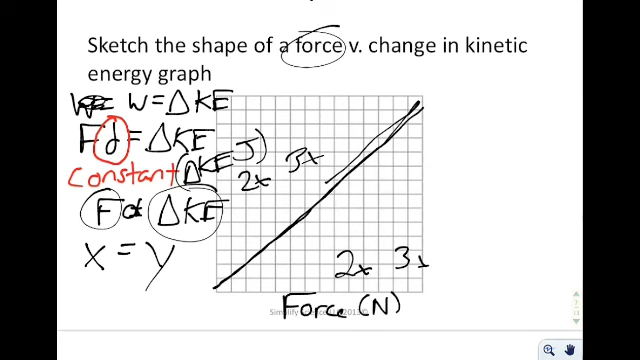 Sketch the shape of a force v. change in kinetic
energy graph
W = ΔKE
Fd = ΔKE
constant
ΔKE J)
2x 3x
F α ΔKE
x = y
2x 3x
Force (N)